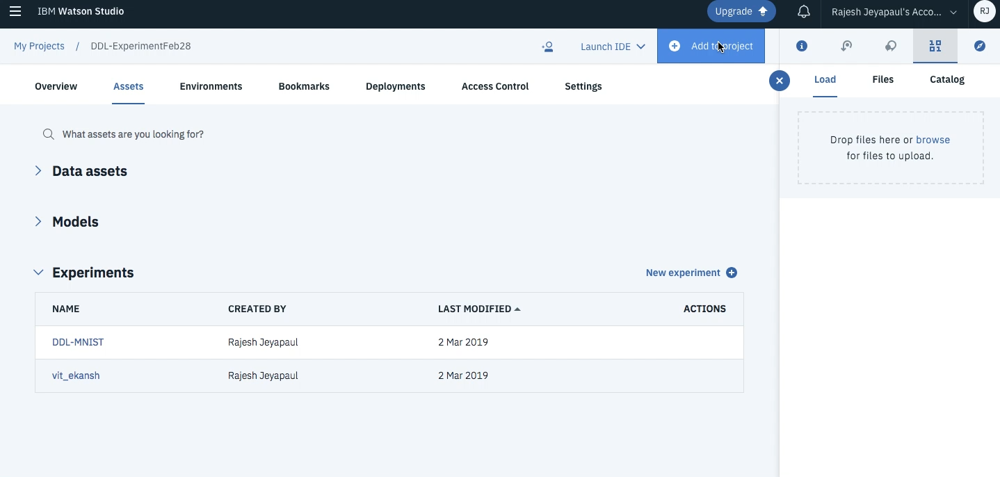 IBM Watson Studio
Upgrade
Rajesh Jeyapaul's Acco...
RJ
My Projects / DDL-ExperimentFeb28
Launch IDE
Add to project
Overview
Assets
Environments
Bookmarks
Deployments
Access Control
Settings
Load
Files
Catalog
What assets are you looking for?
Drop files here or browse
for files to upload.
Data assets
Models
Experiments
New experiment
NAME CREATED BY LAST MODIFIED ACTIONS
DDL-MNIST Rajesh Jeyapaul 2 Mar 2019
vit_ekansh Rajesh Jeyapaul 2 Mar 2019